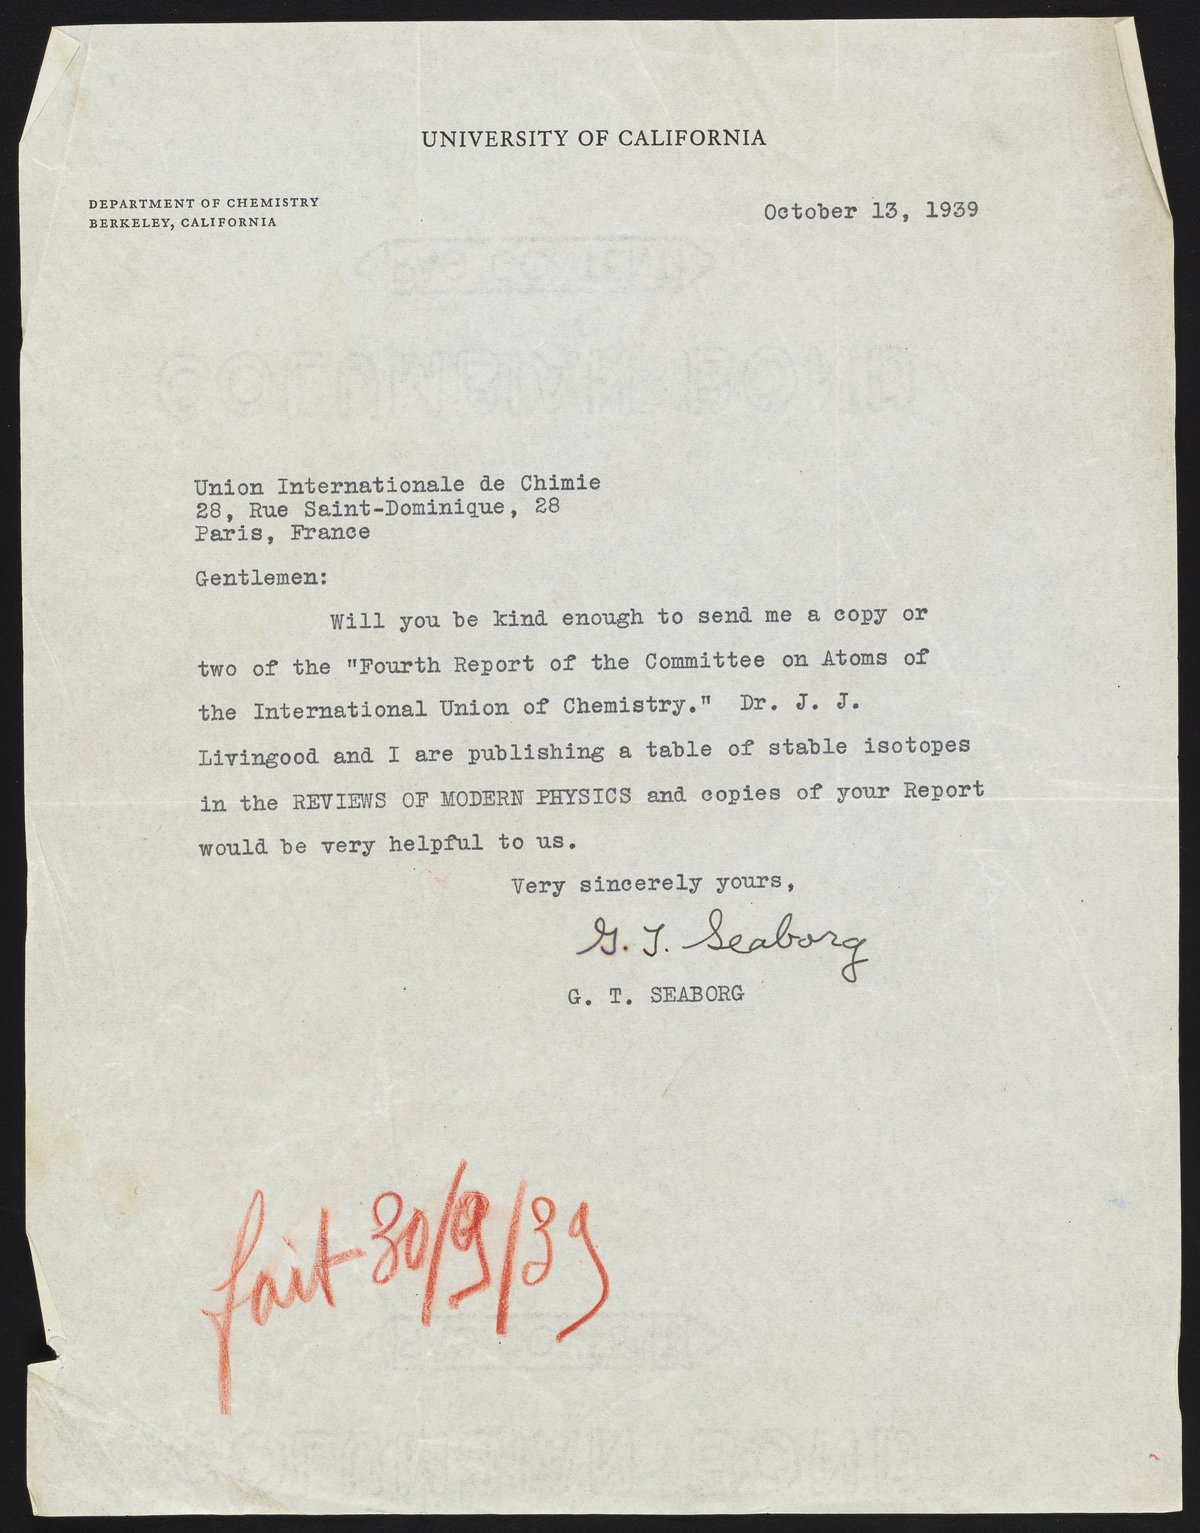 UNIVERSITY OF CALIFORNIA
DEPARTMENT OF CHEMISTRY
BERKELEY, CALIFORNIA
October 13, 1939
Union Internationale de Chimie
28, Rue Saint-Dominique, 28
Paris, France
Gentlemen:
Will you be kind enough to send me a copy or
two of the "Fourth Report of the Committee on Atoms of
the International Union of Chemistry." Dr. J. J.
Livingood and I are publishing a table of stable isotopes
in the REVIEWS OF MODERN PHYSICS and copies of your Report
would be very helpful to us.
Very sincerely yours,
G. T. Seaborg
G. T. SEABORG
fait 30/9/39